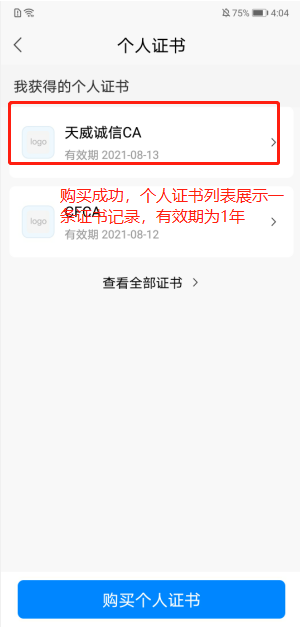 75% 4:04
个人证书
我获得的个人证书
logo
天威诚信CA
有效期 2021-08-13
购买成功，个人证书列表展示一
条证书记录，有效期为1年
logo
CFCA
有效期 2021-08-12
查看全部证书
购买个人证书